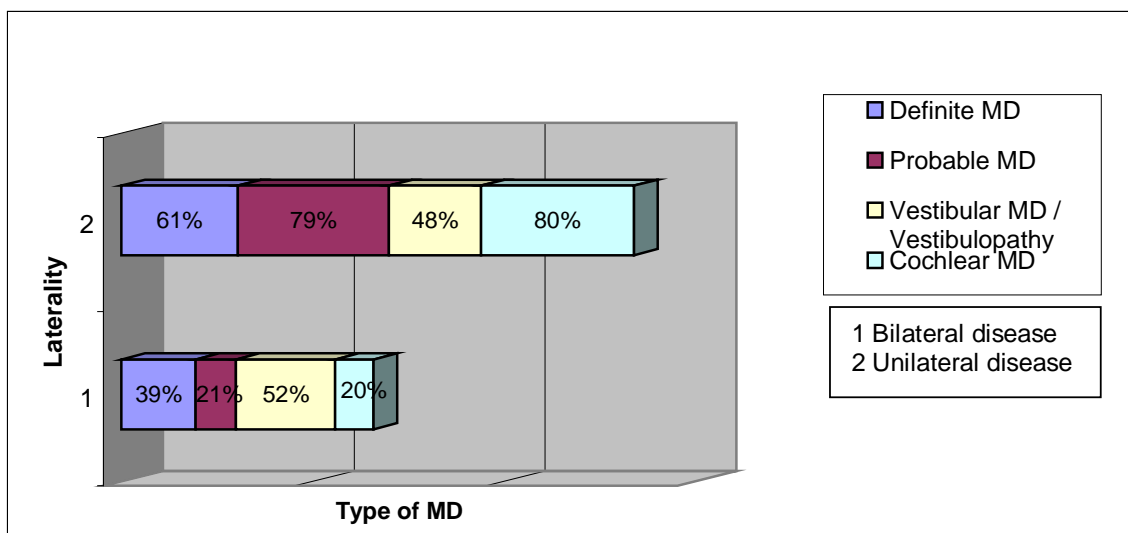 Definite MD
Probable MD
Vestibular MD /
Vestibulopathy
Cochlear MD
1 Bilateral disease
2 Unilateral disease
Laterality
2
61% 79% 48% 80%
1
39% 21% 52% 20%
Type of MD